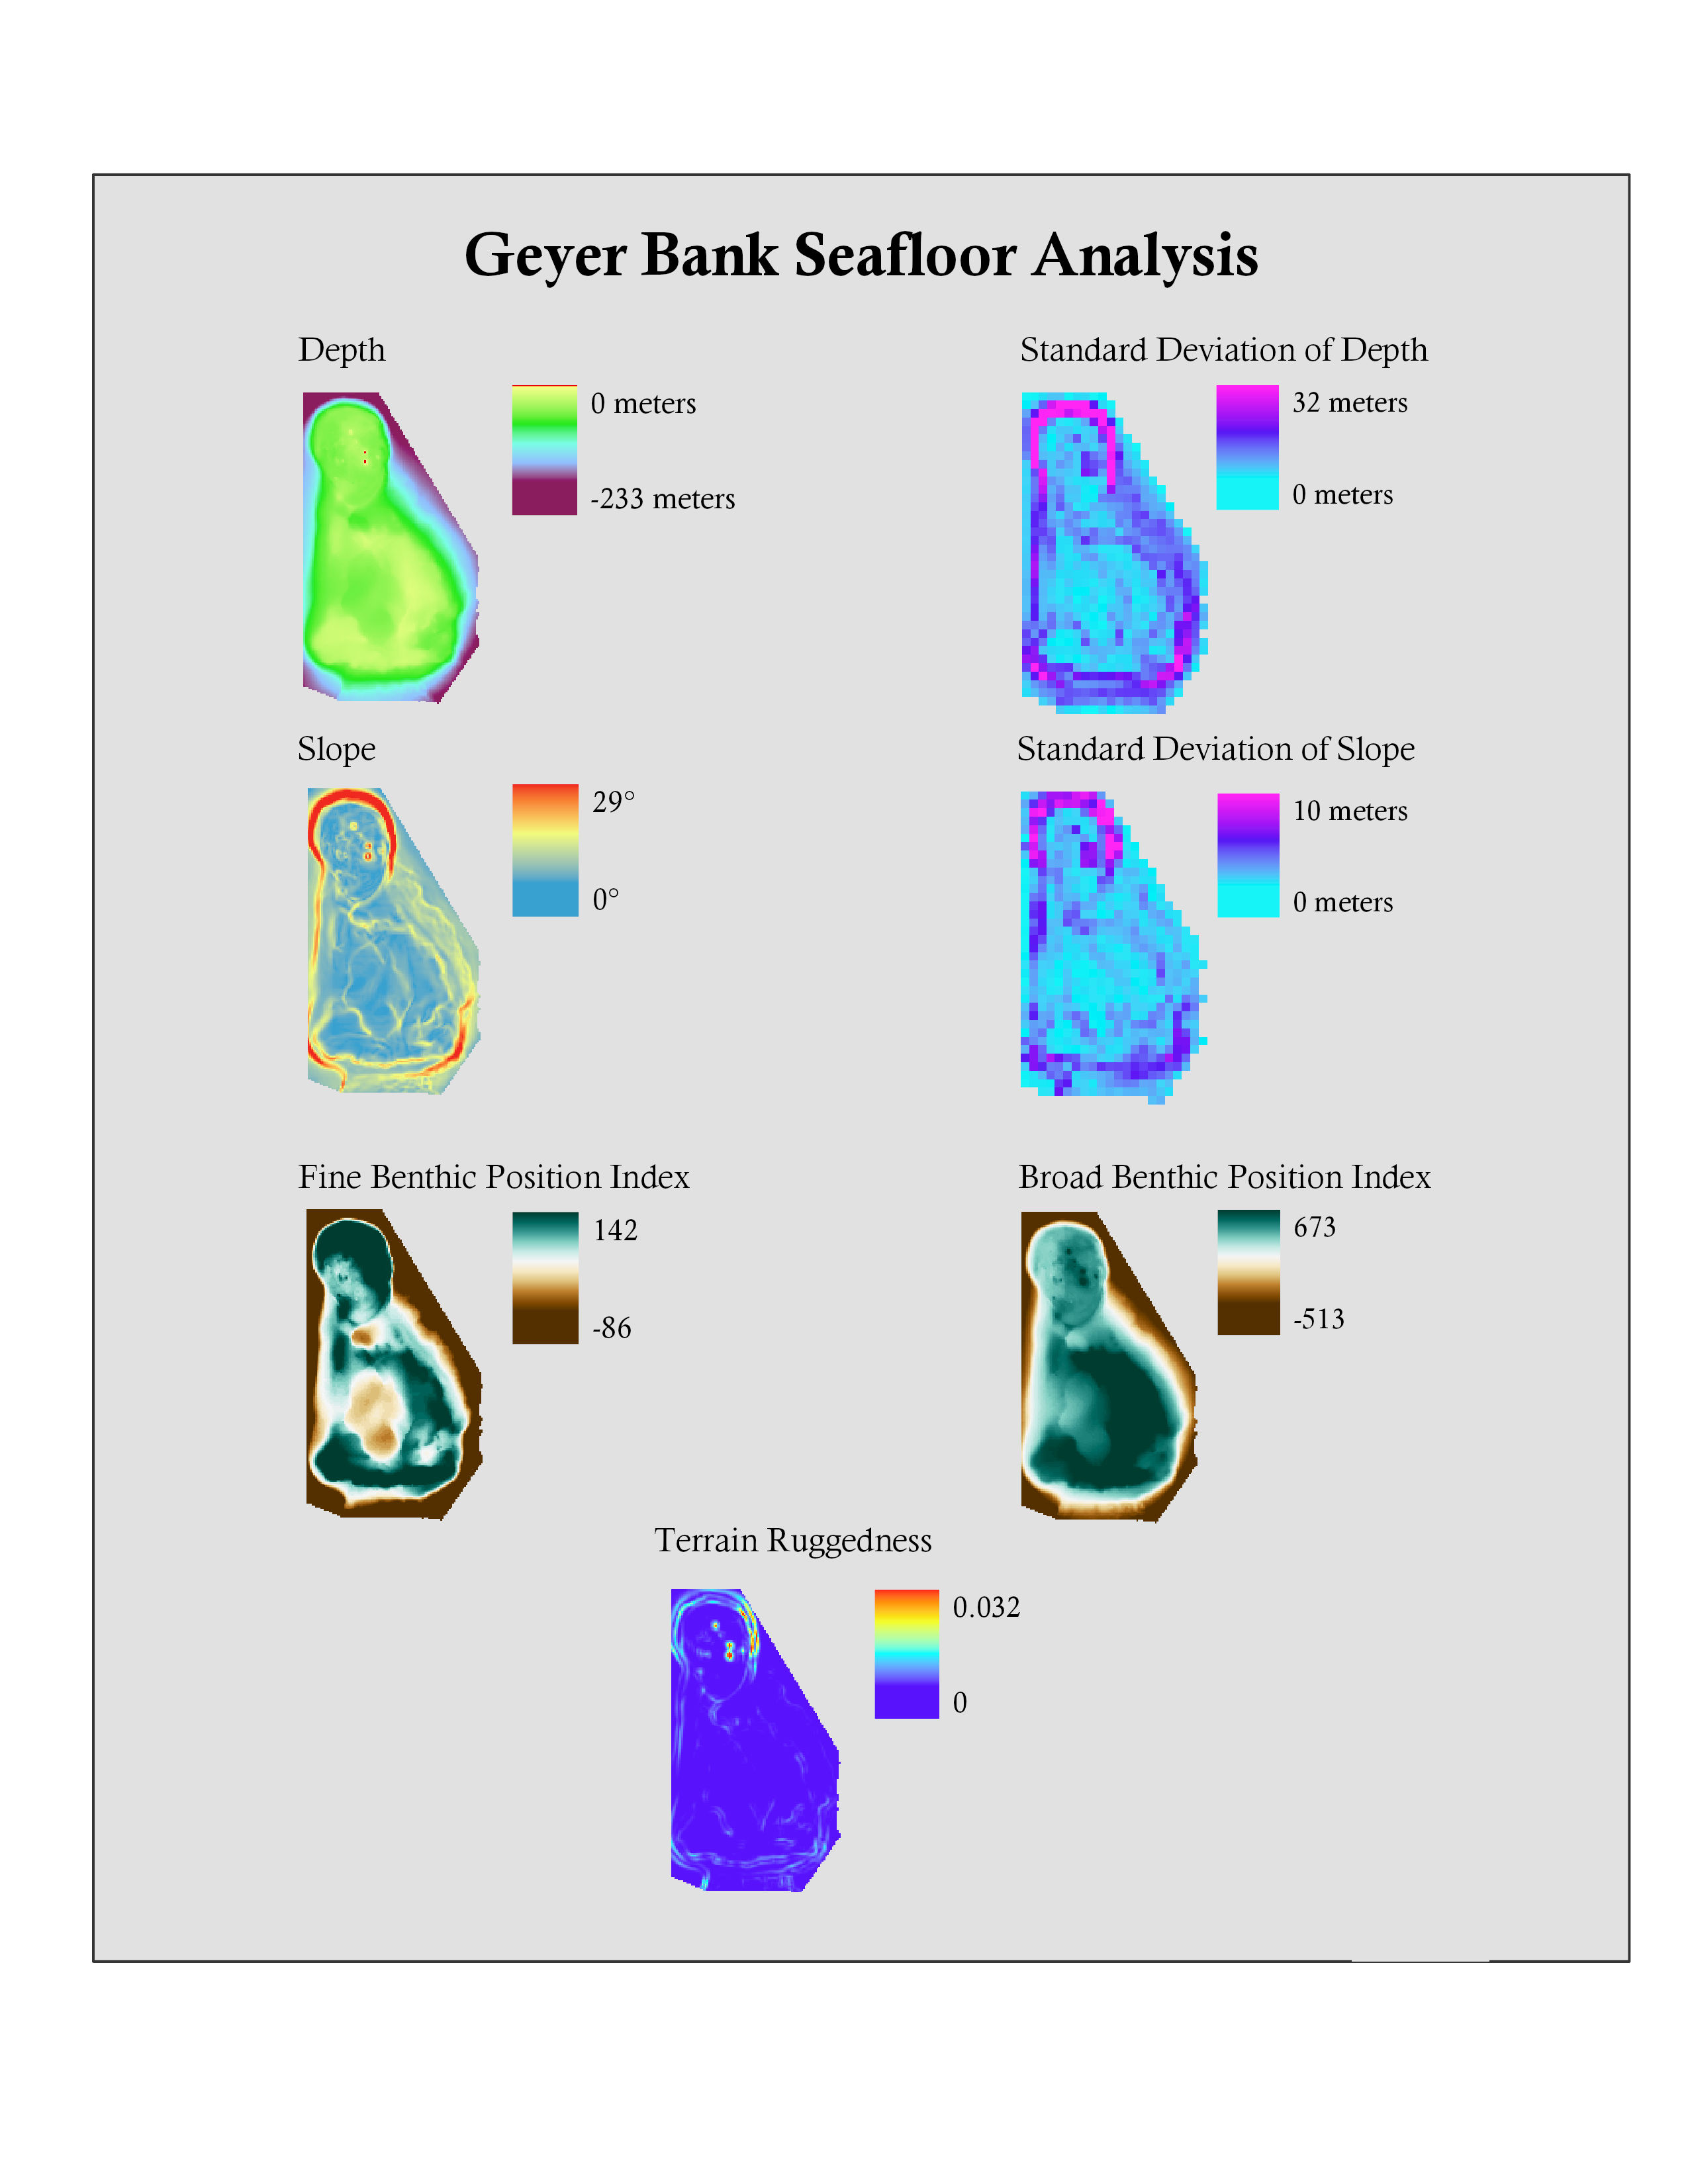 Geyer Bank Seafloor Analysis
Depth
0 meters
-233 meters
Standard Deviation of Depth
32 meters
0 meters
Slope
29°
0°
Standard Deviation of Slope
10 meters
0 meters
Fine Benthic Position Index
142
-86
Broad Benthic Position Index
673
-513
Terrain Ruggedness
0.032
0